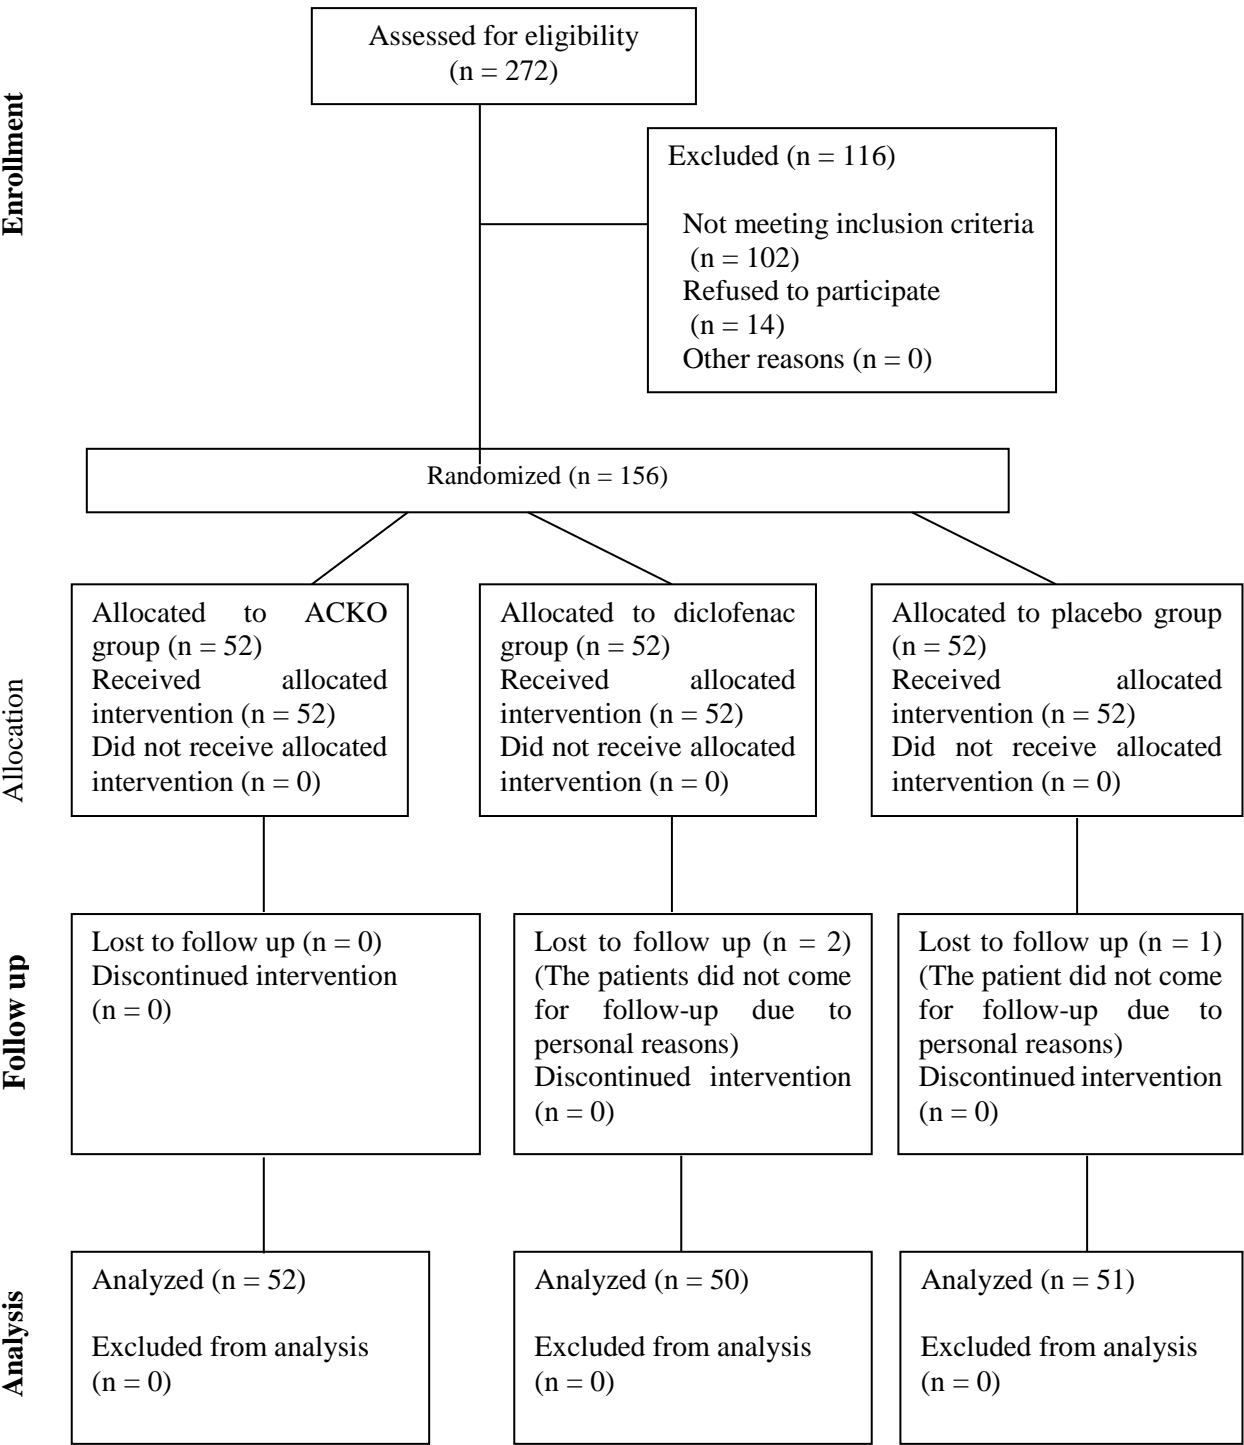 Assessed for eligibility
(n = 272)
Enrollment
Excluded (n = 116)
Not meeting inclusion criteria
(n = 102)
Refused to participate
(n = 14)
Other reasons (n = 0)
Randomized (n = 156)
Allocation
Allocated to ACKO
group (n = 52)
Received allocated
intervention (n = 52)
Did not receive allocated
intervention (n = 0)
Allocated to diclofenac
group (n = 52)
Received allocated
intervention (n = 52)
Did not receive allocated
intervention (n = 0)
Allocated to placebo group
(n = 52)
Received allocated
intervention (n = 52)
Did not receive allocated
intervention (n = 0)
Follow up
Lost to follow up (n = 0)
Discontinued intervention
(n = 0)
Lost to follow up (n = 2)
(The patients did not come
for follow-up due to
personal reasons)
Discontinued intervention
(n = 0)
Lost to follow up (n = 1)
(The patient did not come
for follow-up due to
personal reasons)
Discontinued intervention
(n = 0)
Analysis
Analyzed (n = 52)
Excluded from analysis
(n = 0)
Analyzed (n = 50)
Excluded from analysis
(n = 0)
Analyzed (n = 51)
Excluded from analysis
(n = 0)